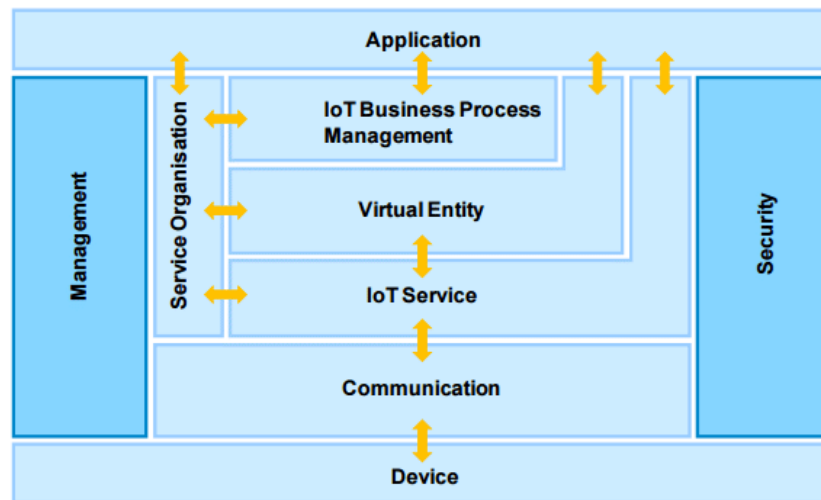 Application
Management
Service Organisation
IoT Business Process
Management
Virtual Entity
IoT Service
Communication
Security
Device